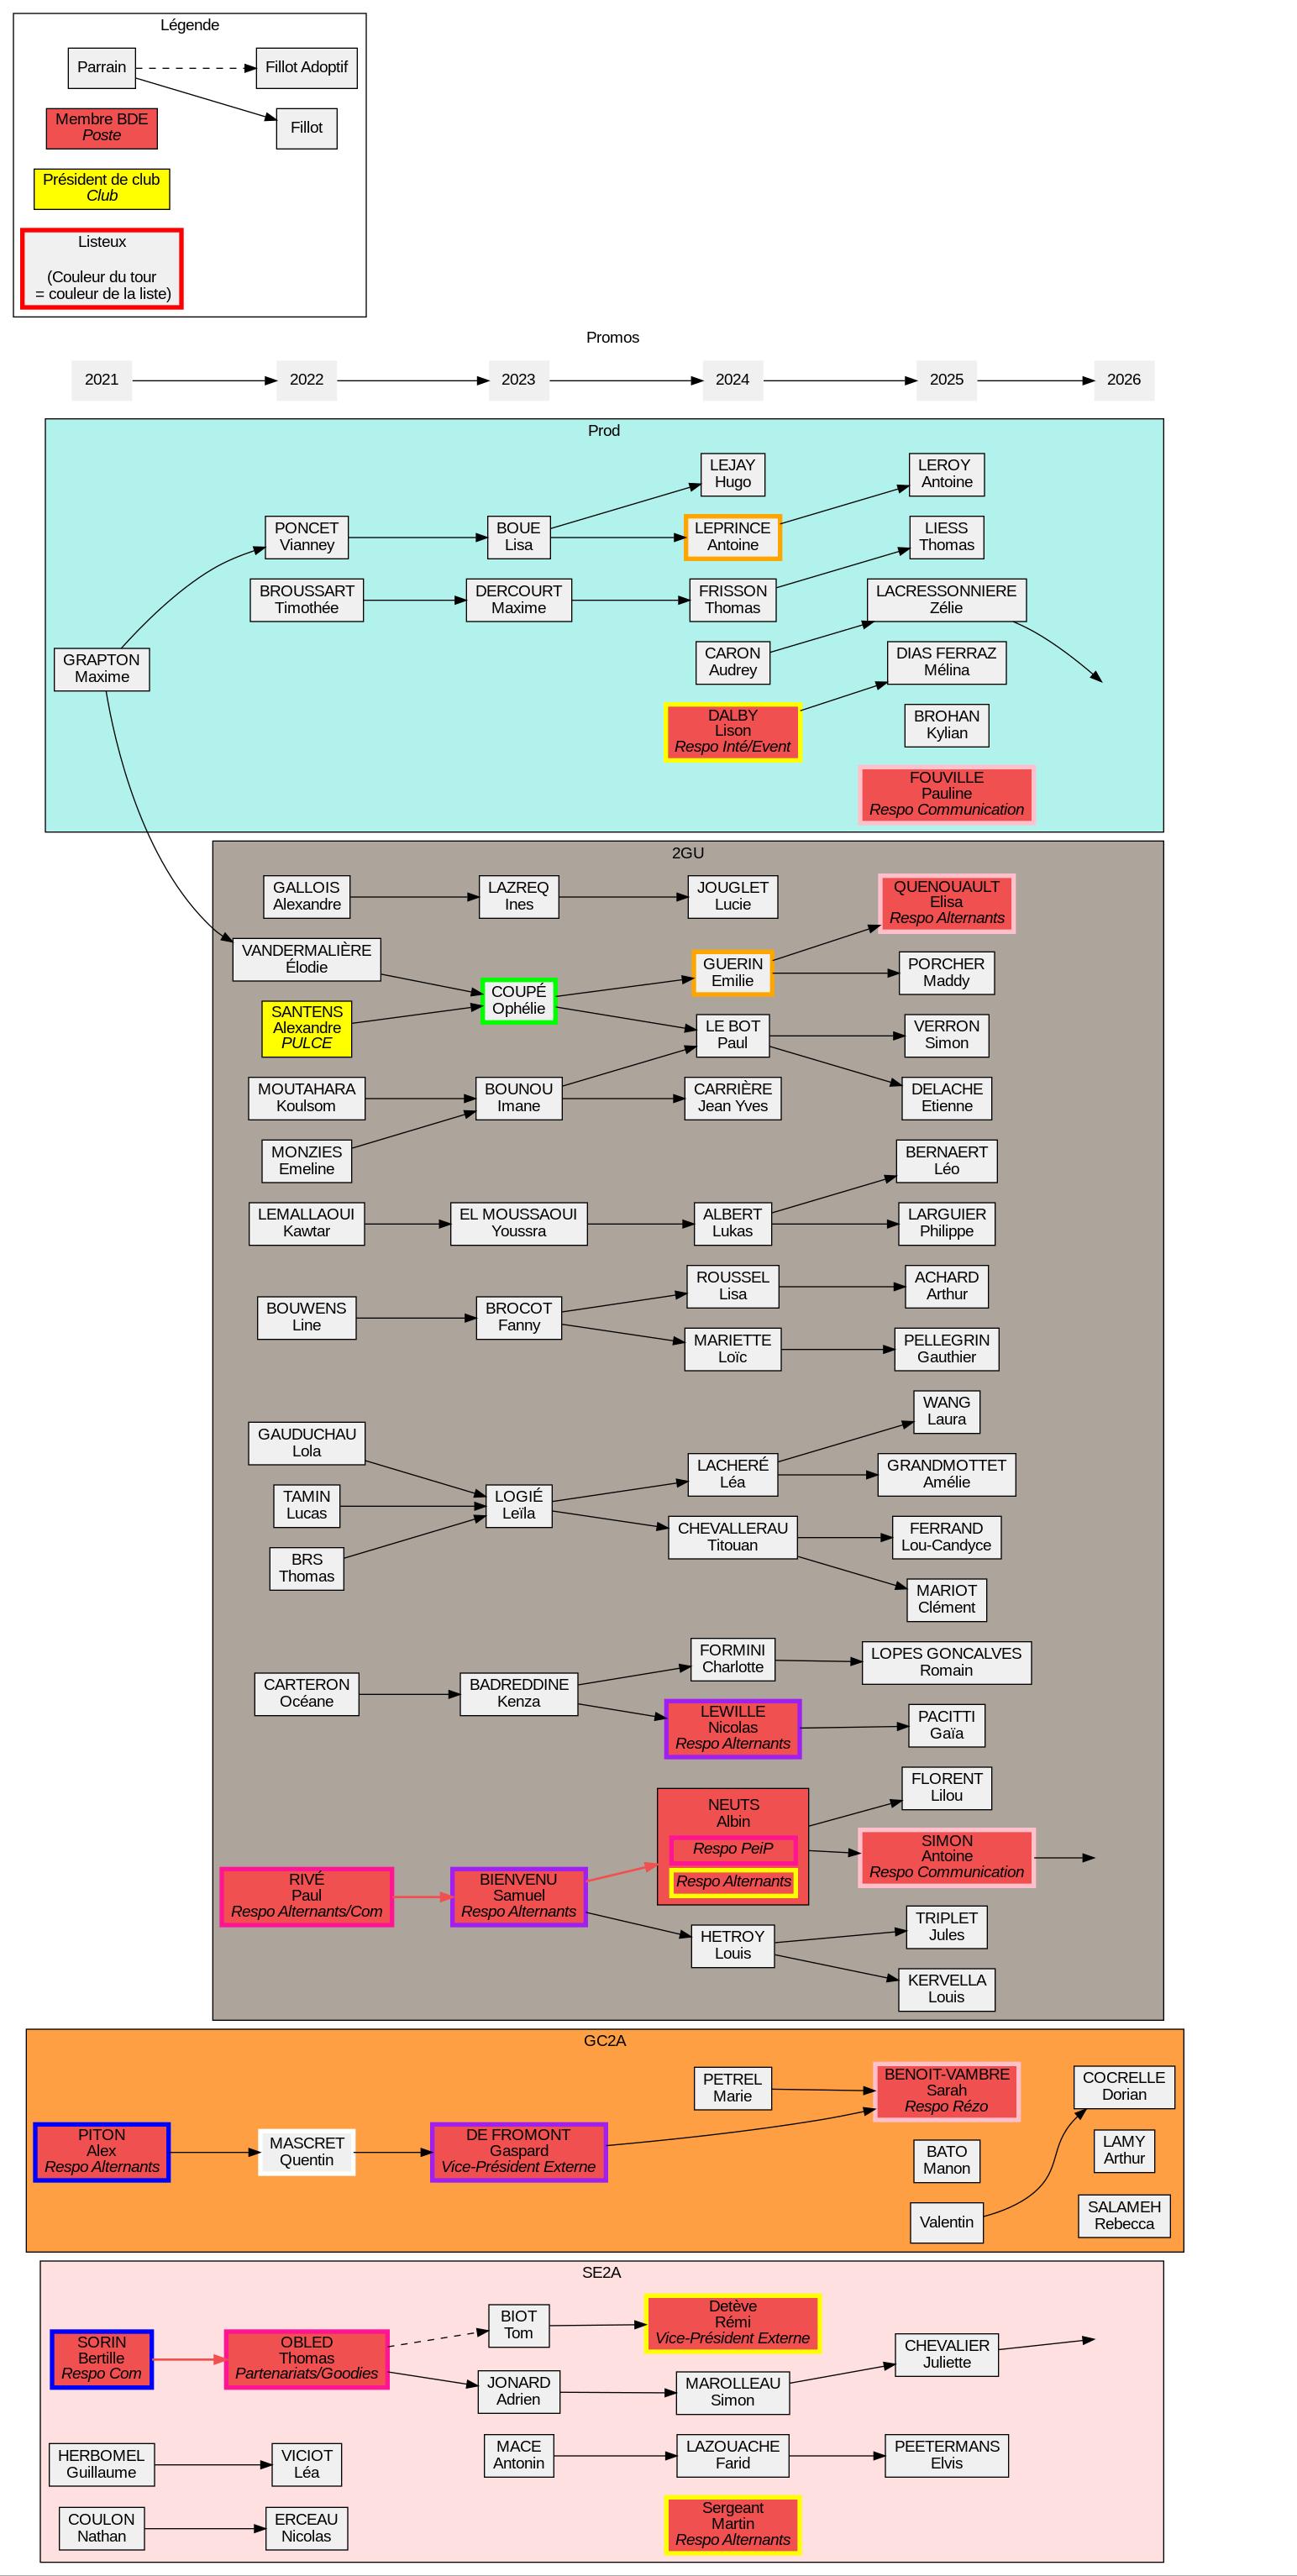 Légende
Parrain
Fillot Adoptif
Fillot
Membre BDE
Poste
Président de club
Club
Listeux
(Couleur du tour
= couleur de la liste)
Promos
2021
2022
2023
2024
2025
2026
Prod
GRAPTON
Maxime
PONCET
Vianney
BROUSSART
Timothée
BOUE
Lisa
DERCOURT
Maxime
LEJAY
Hugo
LEPRINCE
Antoine
FRISSON
Thomas
CARON
Audrey
DALBY
Lison
Respo Inté/Event
LEROY
Antoine
LIESS
Thomas
LACRESSONNIERE
Zélie
DIAS FERRAZ
Mélina
BROHAN
Kylian
FOUVILLE
Pauline
Respo Communication
2GU
GALLOIS
Alexandre
VANDERMALIÈRE
Élodie
SANTENS
Alexandre
PULCE
MOUTAHARA
Koulsom
MONZIES
Emeline
LEMALLAOUI
Kawtar
BOUWENS
Line
GAUDUCHAU
Lola
TAMIN
Lucas
BRS
Thomas
CARTERON
Océane
RIVÉ
Paul
Respo Alternants/Com
LAZREQ
Ines
COUPÉ
Ophélie
BOUNOU
Imane
EL MOUSSAOUI
Youssra
BROCOT
Fanny
LOGIÉ
Leïla
BADREDDINE
Kenza
BIENVENU
Samuel
Respo Alternants
JOUGLET
Lucie
GUERIN
Emilie
LE BOT
Paul
CARRIÈRE
Jean Yves
ALBERT
Lukas
ROUSSEL
Lisa
MARIETTE
Loïc
LACHERÉ
Léa
CHEVALLERAU
Titouan
FORMINI
Charlotte
LEWILLE
Nicolas
Respo Alternants
NEUTS
Albin
Respo PeiP
Respo Alternants
HETROY
Louis
QUENOUAULT
Elisa
Respo Alternants
PORCHER
Maddy
VERRON
Simon
DELACHE
Etienne
BERNAERT
Léo
LARGUIER
Philippe
ACHARD
Arthur
PELLEGRIN
Gauthier
WANG
Laura
GRANDMOTTET
Amélie
FERRAND
Lou-Candyce
MARIOT
Clément
LOPES GONCALVES
Romain
PACITTI
Gaïa
FLORENT
Lilou
SIMON
Antoine
Respo Communication
TRIPLET
Jules
KERVELLA
Louis
GC2A
PITON
Alex
Respo Alternants
MASCRET
Quentin
DE FROMONT
Gaspard
Vice-Président Externe
PETREL
Marie
BENOIT-VAMBRE
Sarah
Respo Rézo
BATO
Manon
Valentin
COCRELLE
Dorian
LAMY
Arthur
SALAMEH
Rebecca
SE2A
SORIN
Bertille
Respo Com
HERBOMEL
Guillaume
COULON
Nathan
OBLED
Thomas
Partenariats/Goodies
VICIOT
Léa
ERCEAU
Nicolas
BIOT
Tom
JONARD
Adrien
MACE
Antonin
Detève
Rémi
Vice-Président Externe
MAROLLEAU
Simon
LAZOUACHE
Farid
Sergeant
Martin
Respo Alternants
CHEVALIER
Juliette
PEETERMANS
Elvis